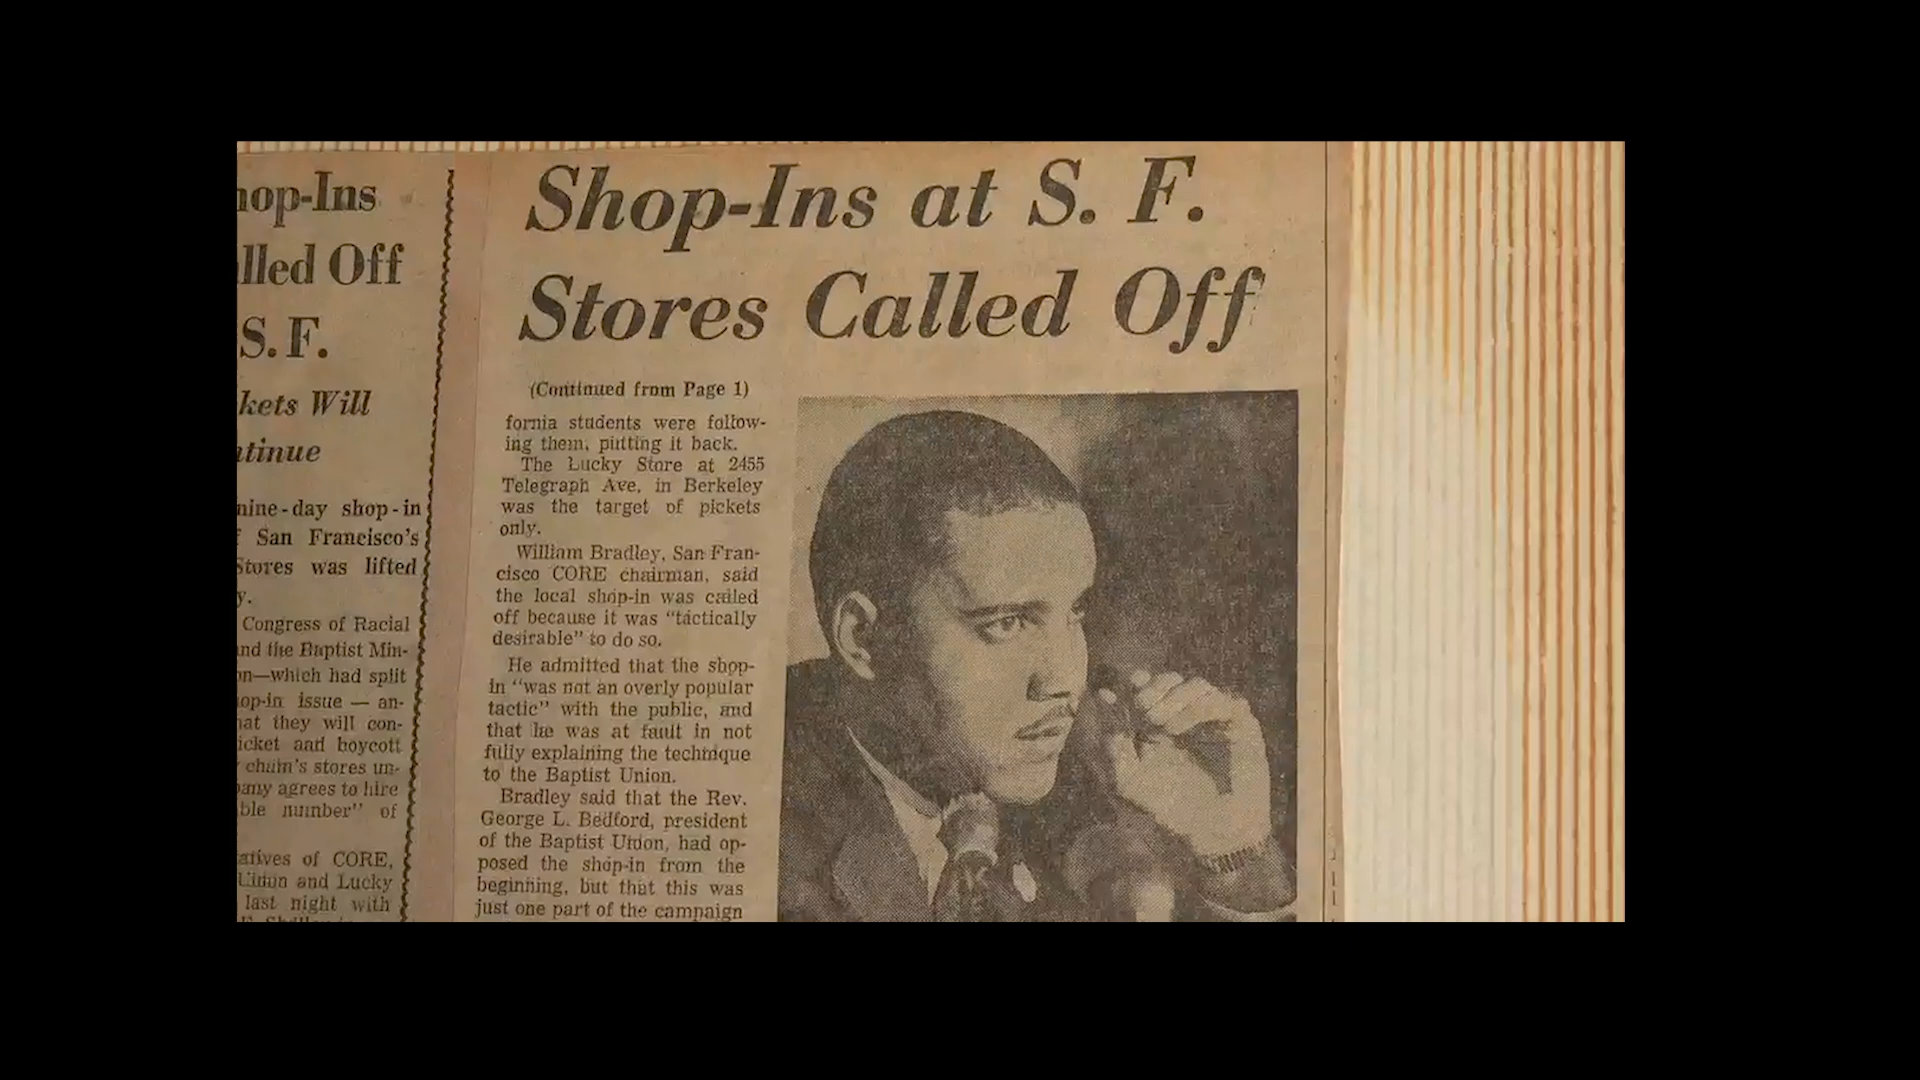 hop-Ins
lled Off
S. F.
kets Will
tinue
nine-day shop-in
San Francisco's
Stores was lifted
y.
Congress of Racial
nd the Baptist Min-
n—which had split
op-in issue — an-
at they will con-
icket and boycott
chain's stores un-
any agrees to hire
ble number" of
atives of CORE,
Union and Lucky
last night with
Shop-Ins at S. F.
Stores Called Off
(Continued from Page 1)
fornia students were follow-
ing them, putting it back.
The Lucky Store at 2455
Telegraph Ave. in Berkeley
was the target of pickets
only.
William Bradley, San Fran-
cisco CORE chairman, said
the local shop-in was called
off because it was "tactically
desirable" to do so.
He admitted that the shop-
in "was not an overly popular
tactic" with the public, and
that he was at fault in not
fully explaining the technique
to the Baptist Union.
Bradley said that the Rev.
George L. Bedford, president
of the Baptist Union, had op-
posed the shop-in from the
beginning, but that this was
just one part of the campaign